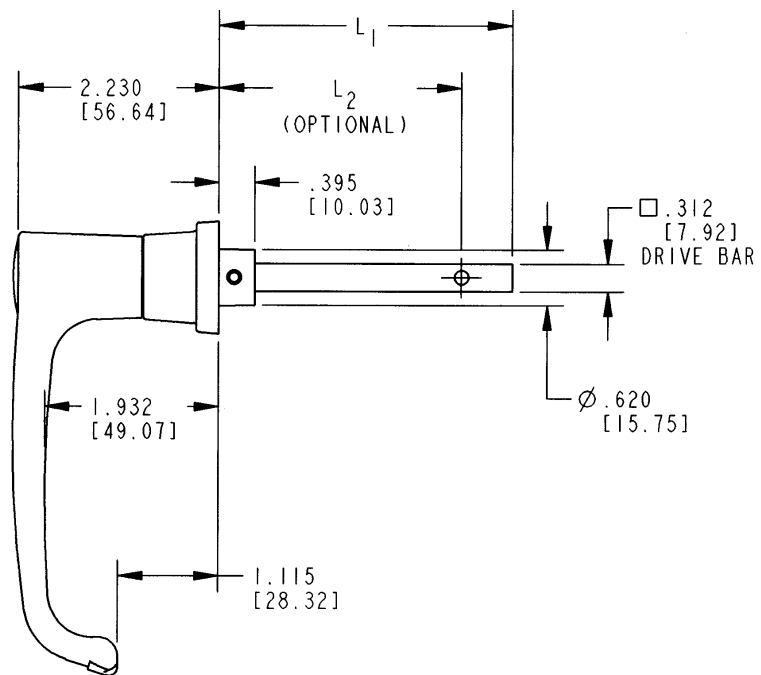 L1
2.230
[56.64]
L2
(OPTIONAL)
.395
[10.03]
□ .312
[7.92]
DRIVE BAR
1.932
[49.07]
Ø .620
[15.75]
1.115
[28.32]